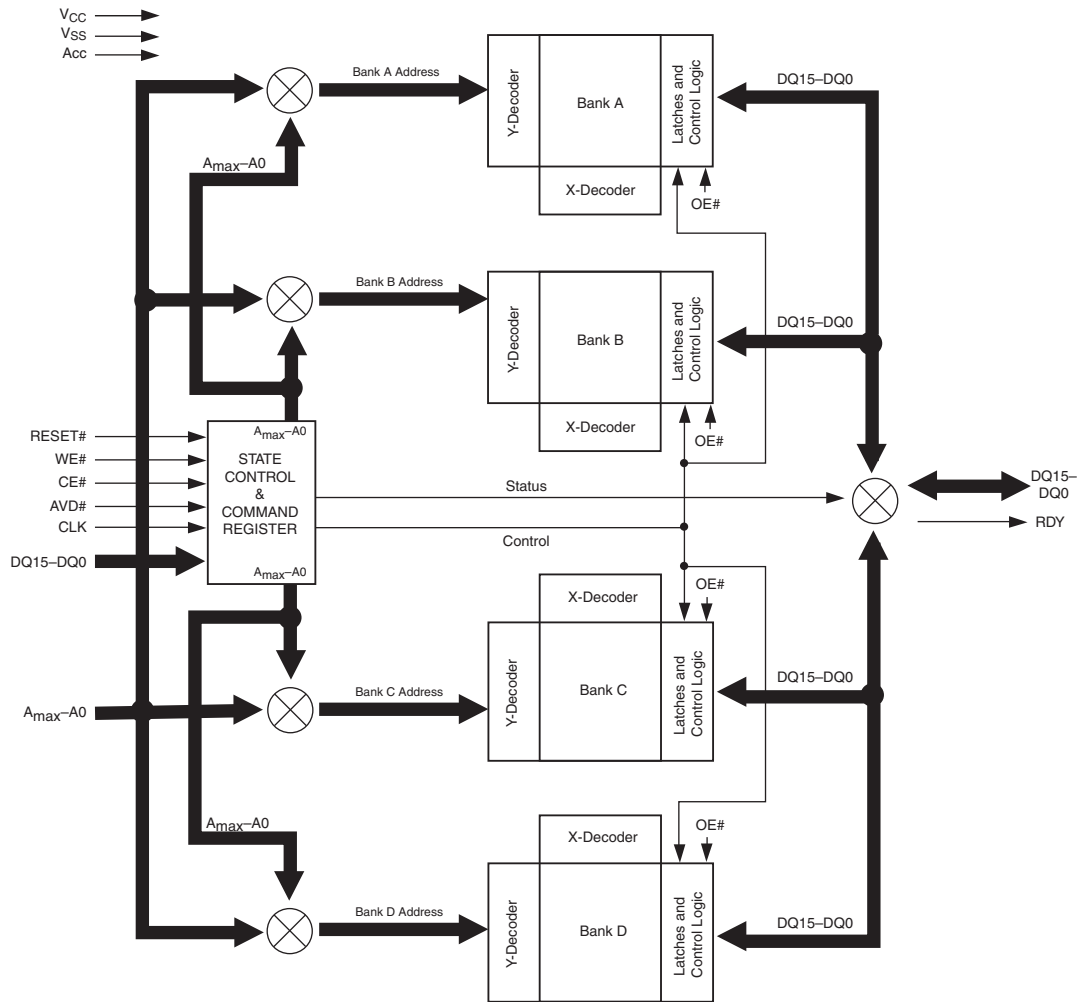 VCC
VSS
Acc
Bank A Address
Y-Decoder
Bank A
Latches and
Control Logic
X-Decoder
OE#
DQ15–DQ0
Amax–A0
Bank B Address
Y-Decoder
Bank B
Latches and
Control Logic
X-Decoder
OE#
DQ15–DQ0
RESET#
WE#
CE#
AVD#
CLK
DQ15–DQ0
Amax–A0
STATE
CONTROL
&
COMMAND
REGISTER
Amax–A0
Status
Control
DQ15–
DQ0
RDY
X-Decoder
OE#
Bank C Address
Y-Decoder
Bank C
Latches and
Control Logic
DQ15–DQ0
Amax–A0
Amax–A0
X-Decoder
OE#
Bank D Address
Y-Decoder
Bank D
Latches and
Control Logic
DQ15–DQ0